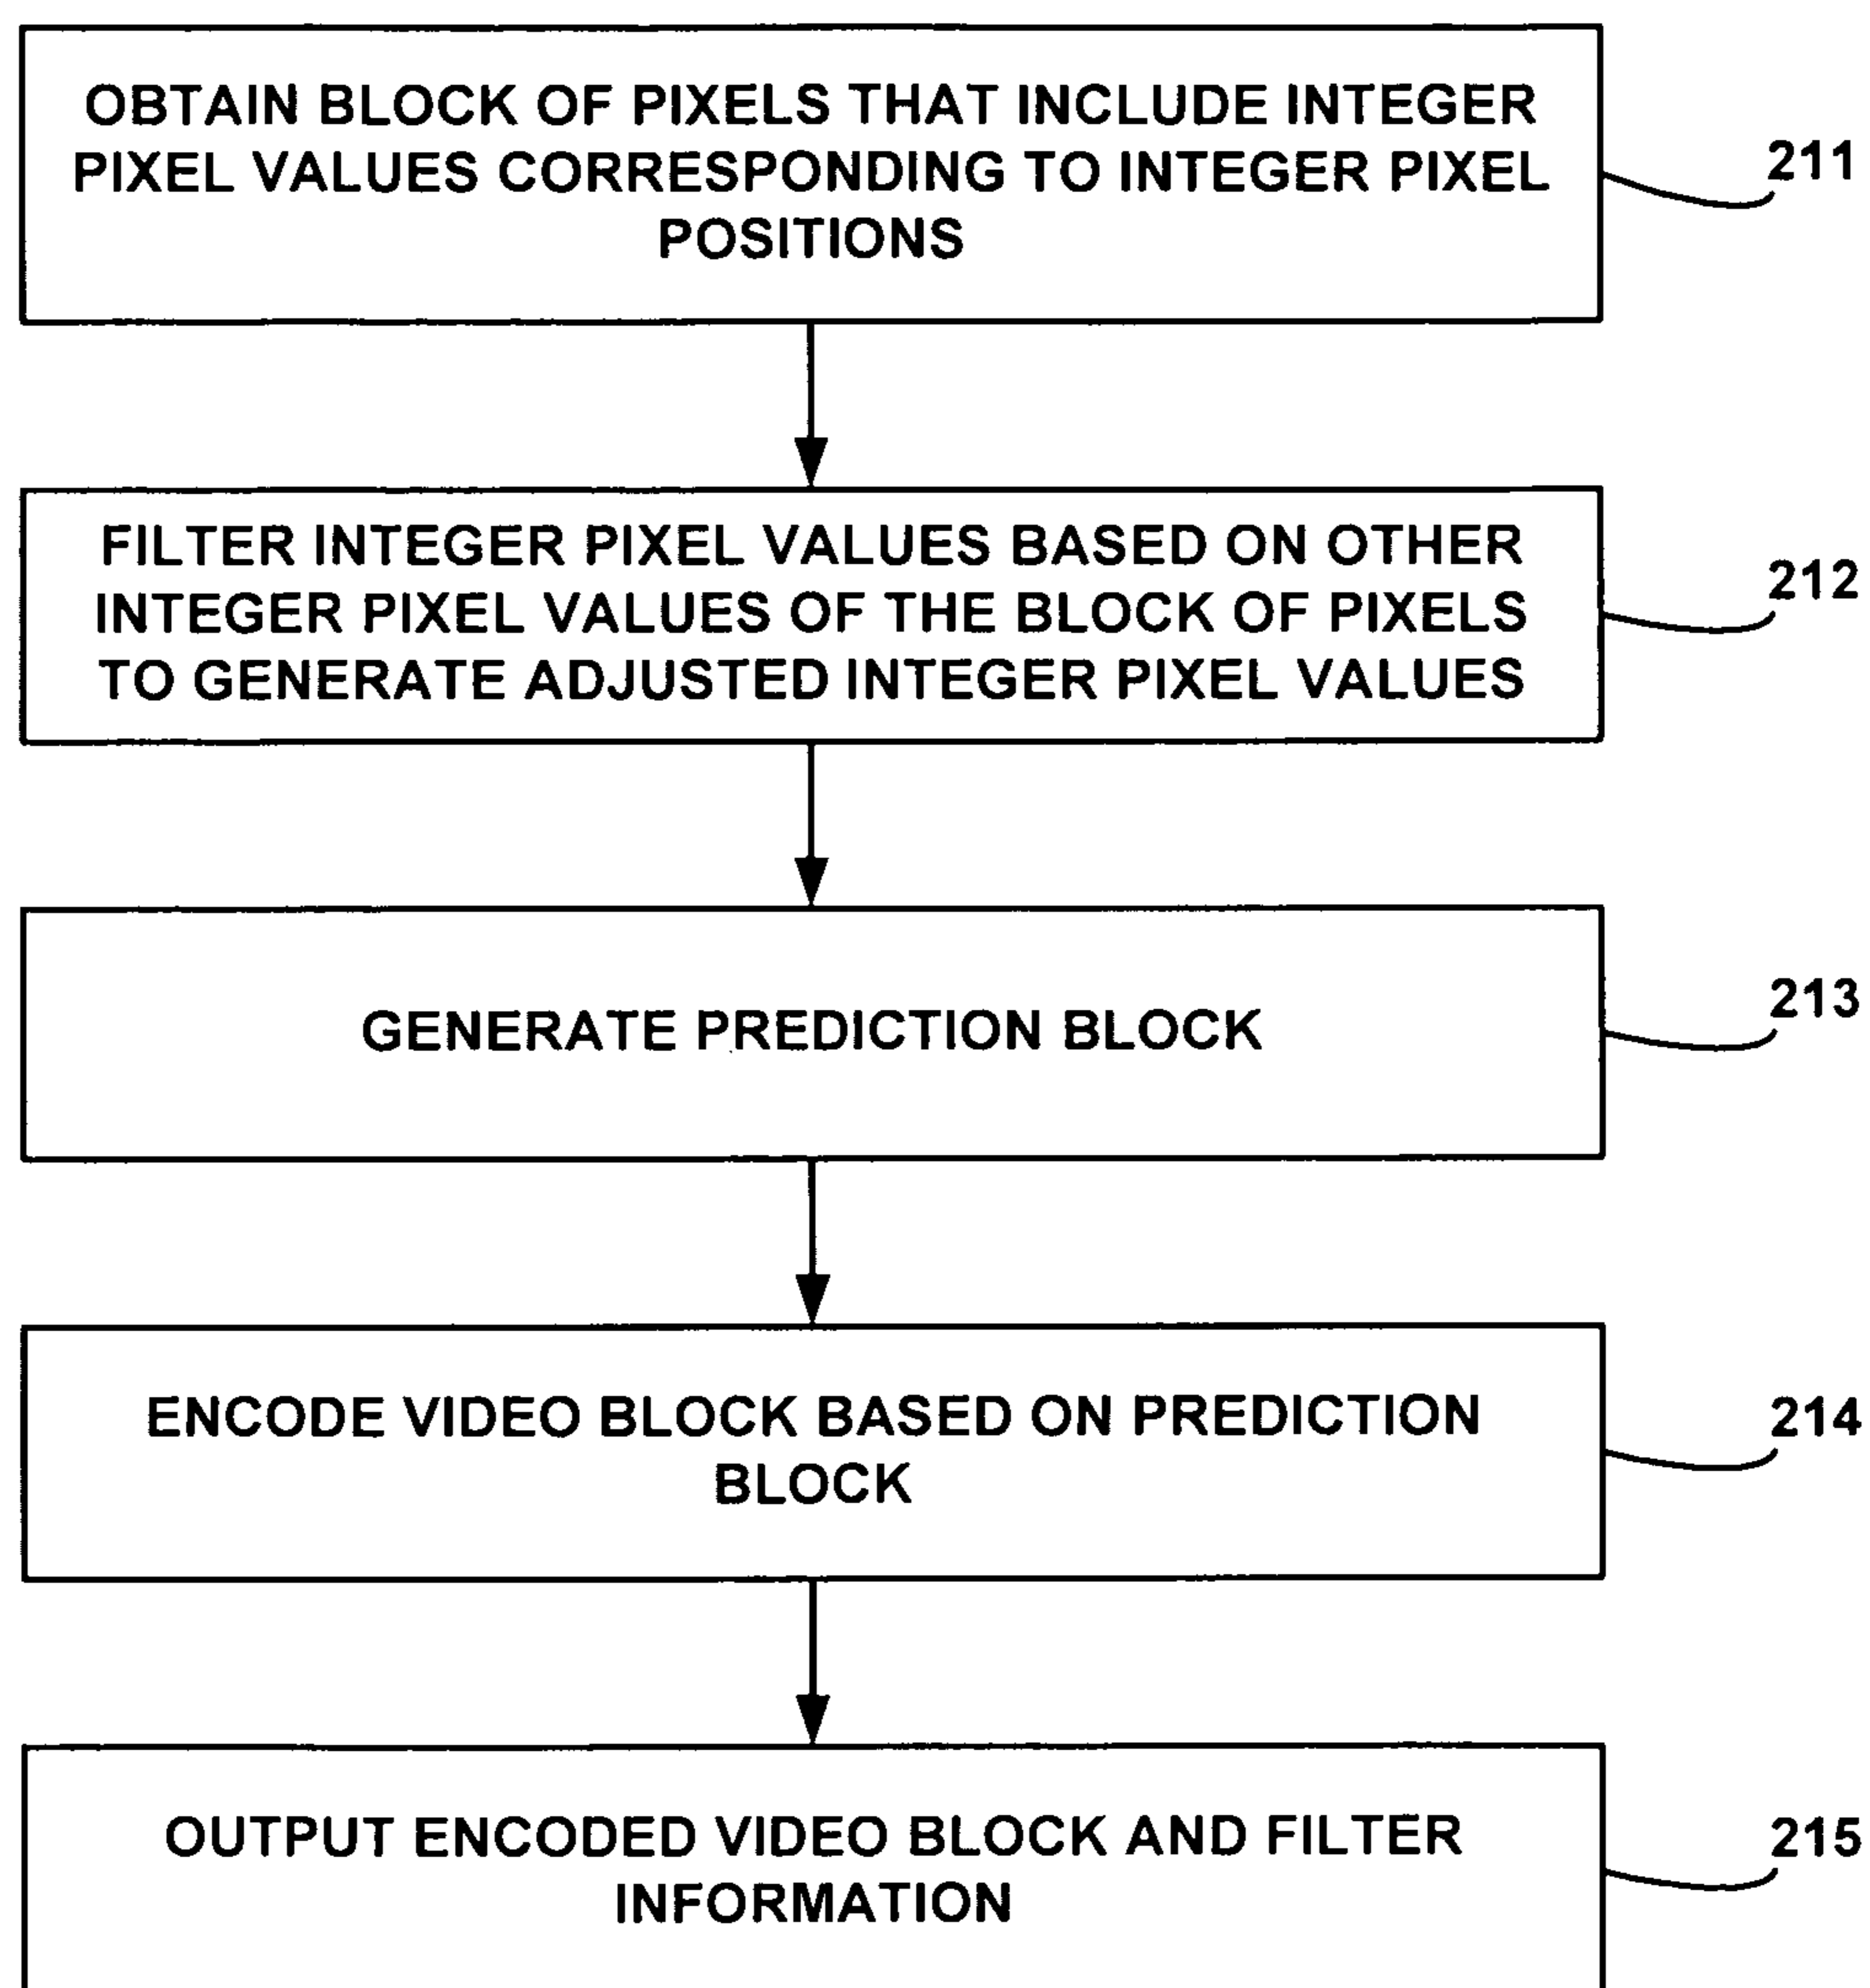 OBTAIN BLOCK OF PIXELS THAT INCLUDE INTEGER
PIXEL VALUES CORRESPONDING TO INTEGER PIXEL
POSITIONS
211
FILTER INTEGER PIXEL VALUES BASED ON OTHER
INTEGER PIXEL VALUES OF THE BLOCK OF PIXELS
TO GENERATE ADJUSTED INTEGER PIXEL VALUES
212
GENERATE PREDICTION BLOCK
213
ENCODE VIDEO BLOCK BASED ON PREDICTION
BLOCK
214
OUTPUT ENCODED VIDEO BLOCK AND FILTER
INFORMATION
215